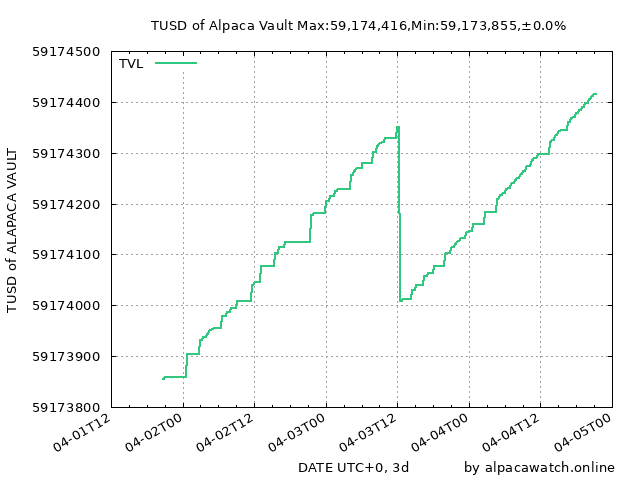 TUSD of Alpaca Vault Max:59,174,416,Min:59,173,855,±0.0%
TVL
TUSD of ALAPACA VAULT
59174500
59174400
59174300
59174200
59174100
59174000
59173900
59173800
04-01T12
04-02T00
04-02T12
04-03T00
04-03T12
04-04T00
04-04T12
04-05T00
DATE UTC+0, 3d
by alpacawatch.online